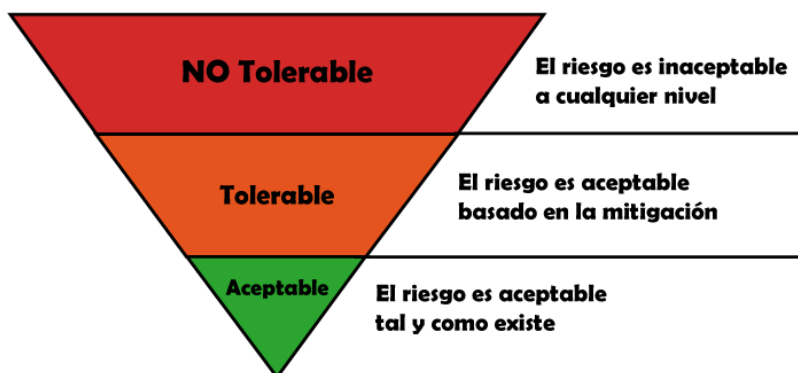 NO Tolerable
El riesgo es inaceptable
a cualquier nivel
Tolerable
El riesgo es aceptable
basado en la mitigación
Aceptable
El riesgo es aceptable
tal y como existe